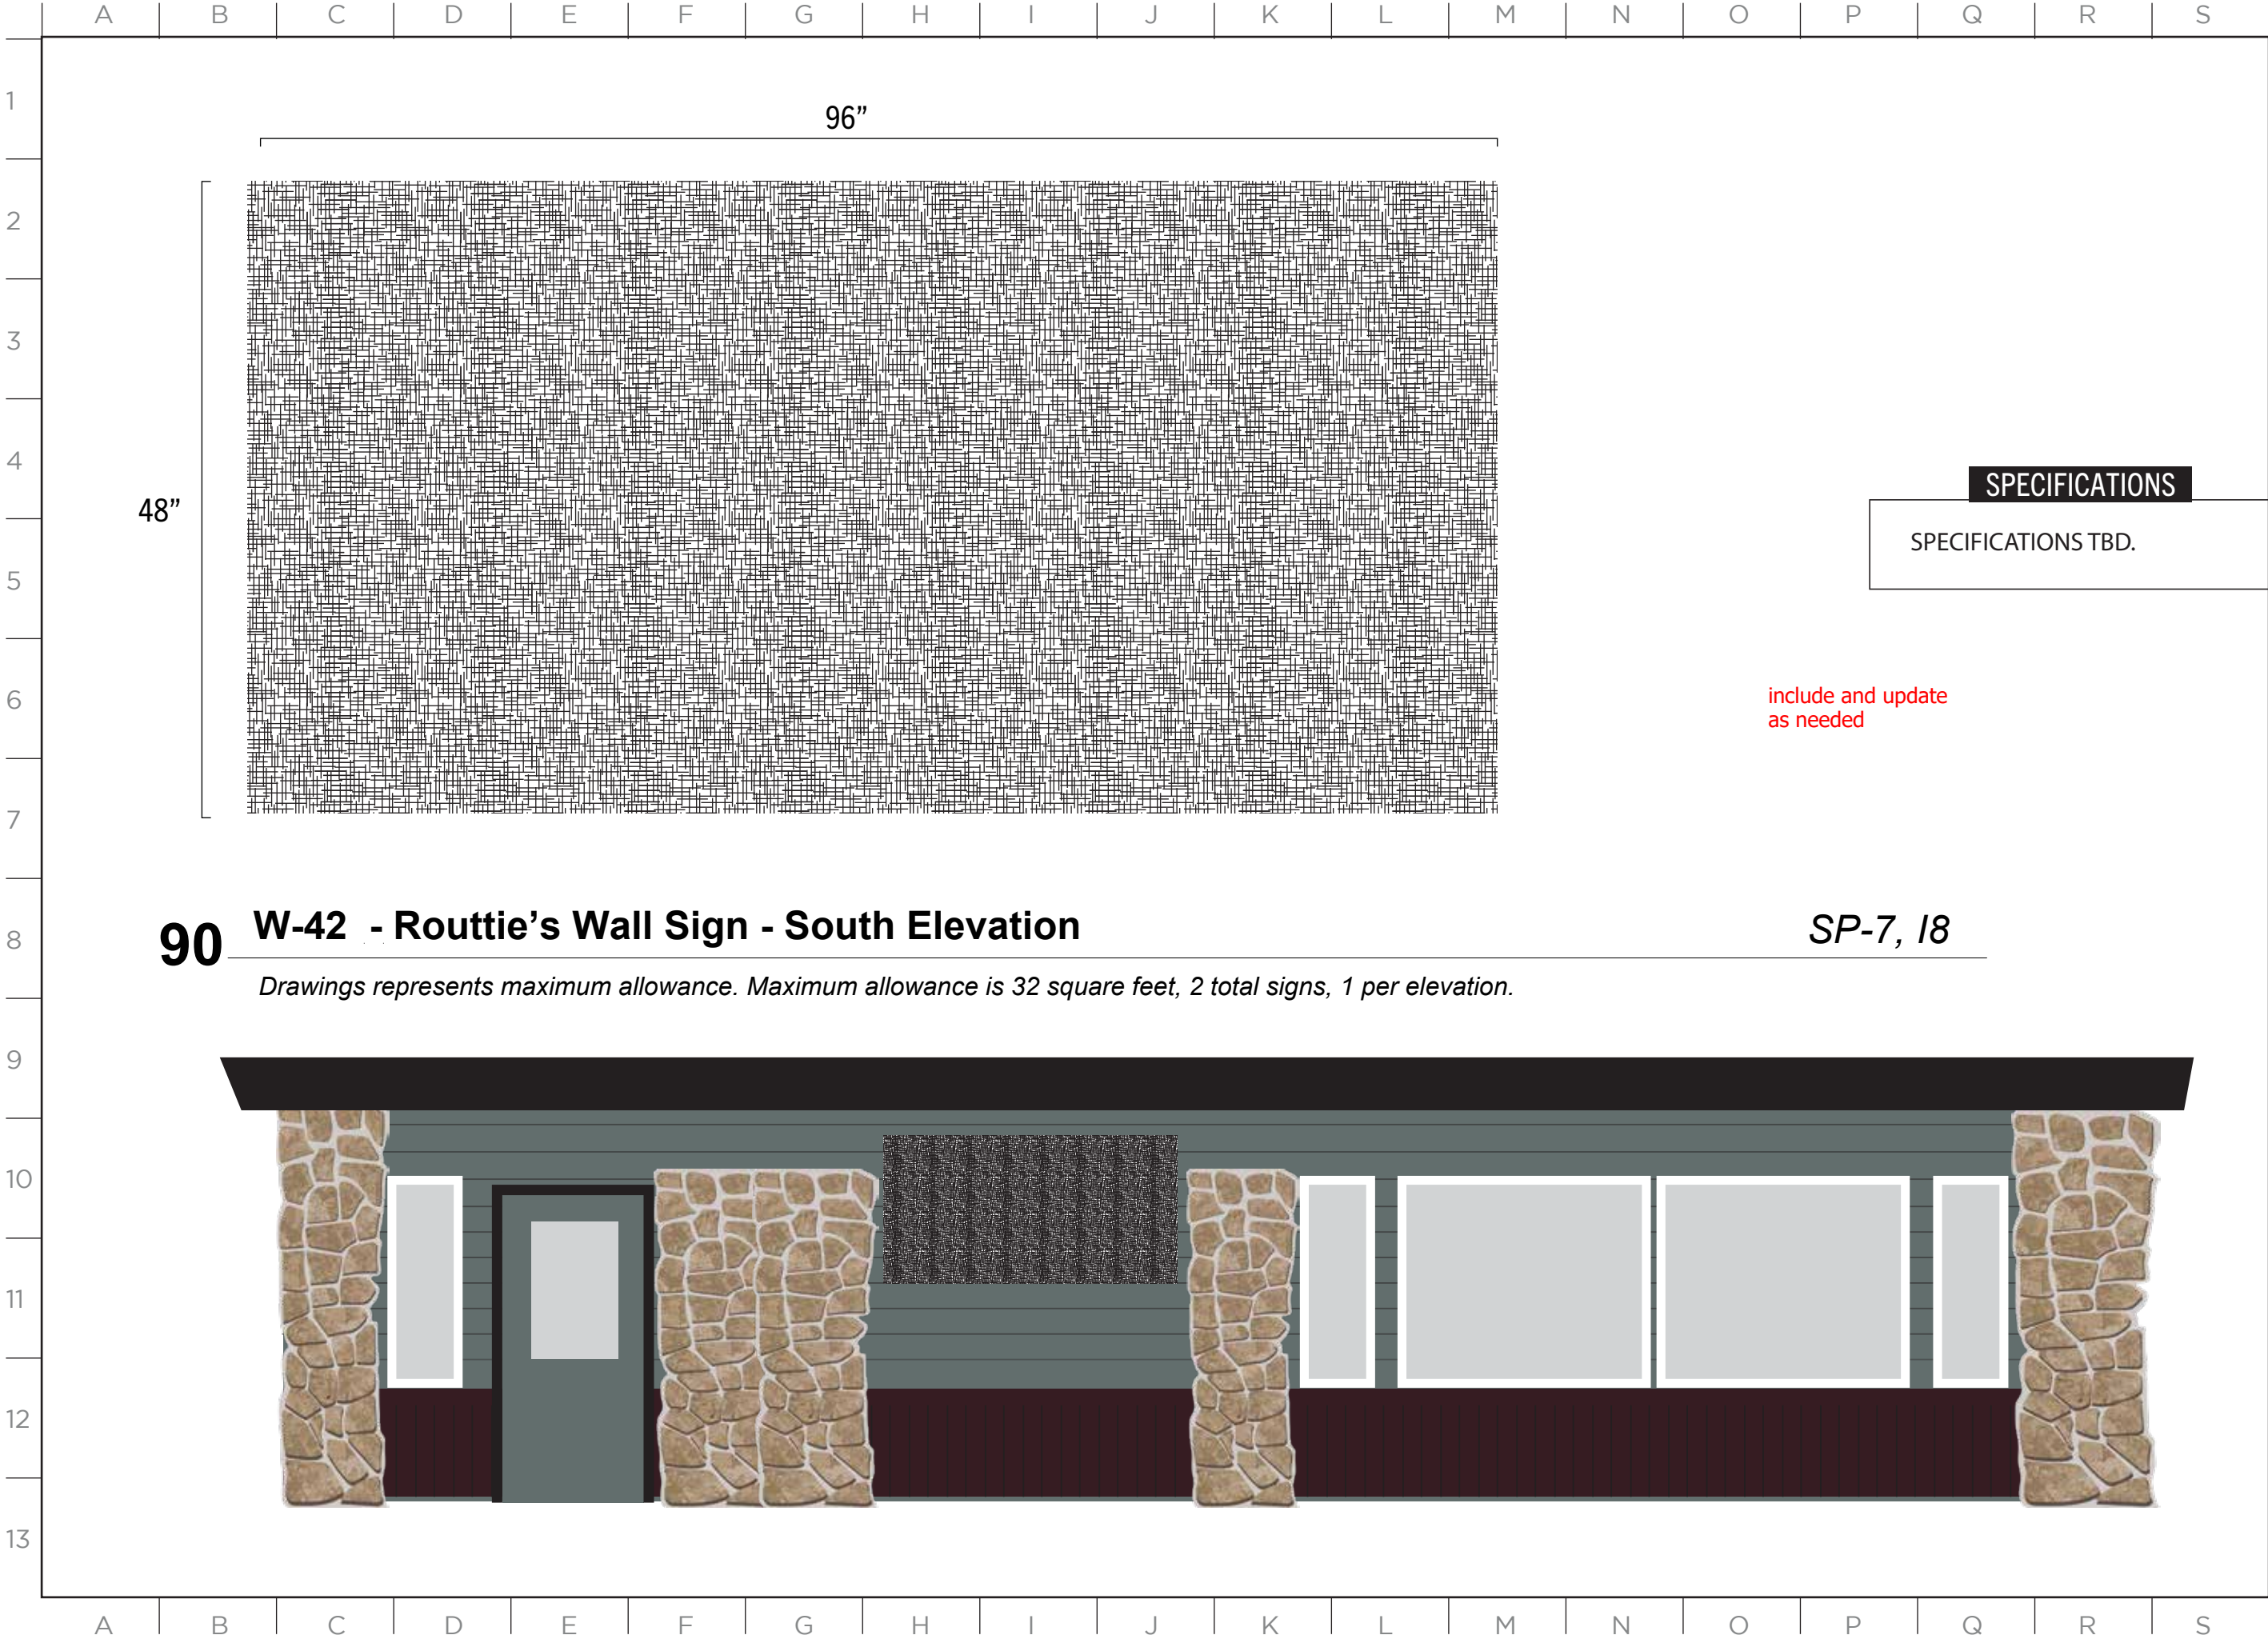 A B C D E F G H I J K L M N O P Q R S
1
96”
2
3
4
SPECIFICATIONS
48”
SPECIFICATIONS TBD.
5
6
include and update
as needed
7
8
90 W-42 - Routtie’s Wall Sign - South Elevation SP-7, I8
Drawings represents maximum allowance. Maximum allowance is 32 square feet, 2 total signs, 1 per elevation.
9
10
11
12
13
A B C D E F G H I J K L M N O P Q R S